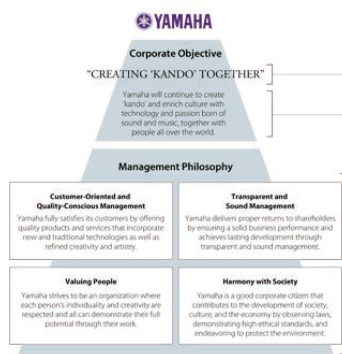 YAMAHA
Corporate Objective
"CREATING 'KANDO' TOGETHER"
Yamaha will continue to create
'kando' and enrich culture with
technology and passion born of
sound and music, together with
people all over the world.
Management Philosophy
Customer-Oriented and
Quality-Conscious Management
Yamaha fully satisfies its customers by offering
quality products and services that incorporate
new and traditional technologies as well as
refined creativity and artistry.
Transparent and
Sound Management
Yamaha delivers proper returns to shareholders
by ensuring a solid business performance and
achieves lasting development through
transparent and sound management.
Valuing People
Yamaha strives to be an organization where
each person's individuality and creativity are
respected and all can demonstrate their full
potential through their work.
Harmony with Society
Yamaha is a good corporate citizen that
contributes to the development of society,
culture, and the economy by observing laws,
demonstrating high ethical standards, and
endeavoring to protect the environment.